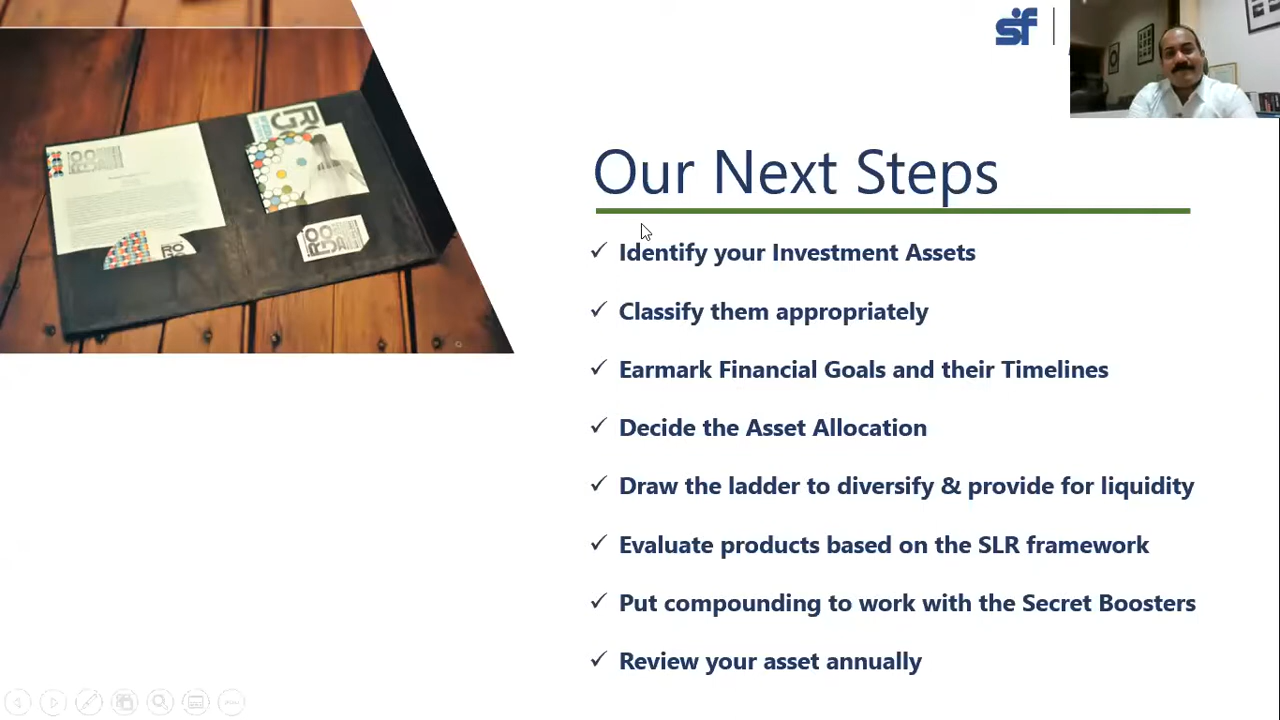 sf
Our Next Steps
✓ Identify your Investment Assets
✓ Classify them appropriately
✓ Earmark Financial Goals and their Timelines
✓ Decide the Asset Allocation
✓ Draw the ladder to diversify & provide for liquidity
✓ Evaluate products based on the SLR framework
✓ Put compounding to work with the Secret Boosters
✓ Review your asset annually